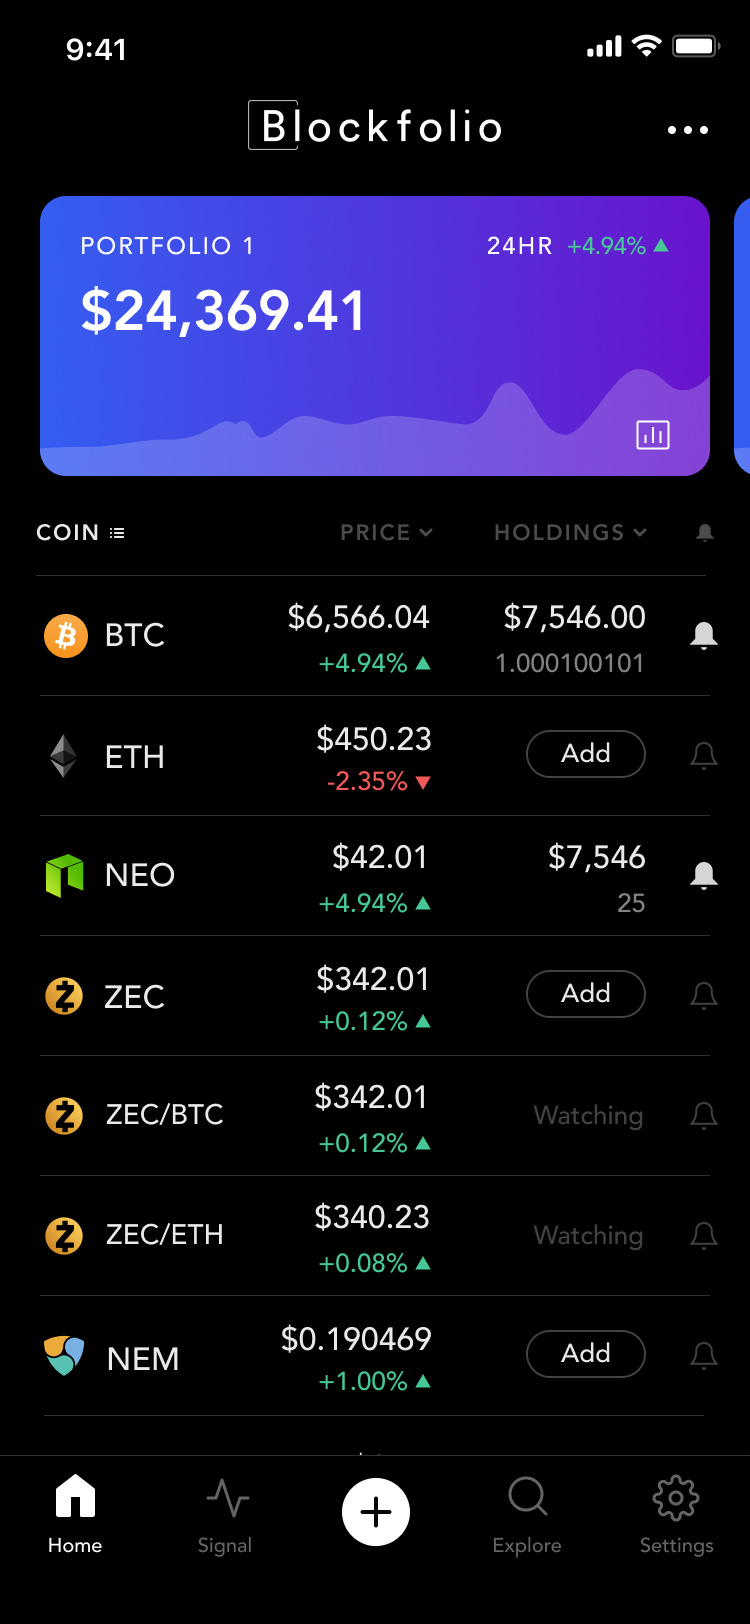 9:41
Blockfolio
PORTFOLIO 1 24HR +4.94%
$24,369.41
COIN PRICE HOLDINGS
BTC $6,566.04 $7,546.00
+4.94% 1.000100101
ETH $450.23 Add
-2.35%
NEO $42.01 $7,546
+4.94% 25
ZEC $342.01 Add
+0.12%
ZEC/BTC $342.01 Watching
+0.12%
ZEC/ETH $340.23 Watching
+0.08%
NEM $0.190469 Add
+1.00%
Home Signal Explore Settings